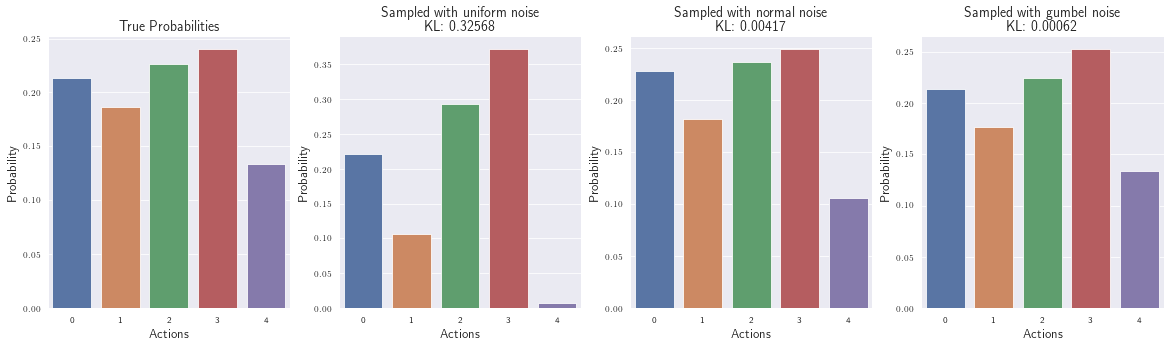 True Probabilities
0.25
0.20
0.15
0.10
0.05
0.00
Probability
0 1 2 3 4
Actions
Sampled with uniform noise
KL: 0.32568
0.35
0.30
0.25
0.20
0.15
0.10
0.05
0.00
Probability
0 1 2 3 4
Actions
Sampled with normal noise
KL: 0.00417
0.25
0.20
0.15
0.10
0.05
0.00
Probability
0 1 2 3 4
Actions
Sampled with gumbel noise
KL: 0.00062
0.25
0.20
0.15
0.10
0.05
0.00
Probability
0 1 2 3 4
Actions